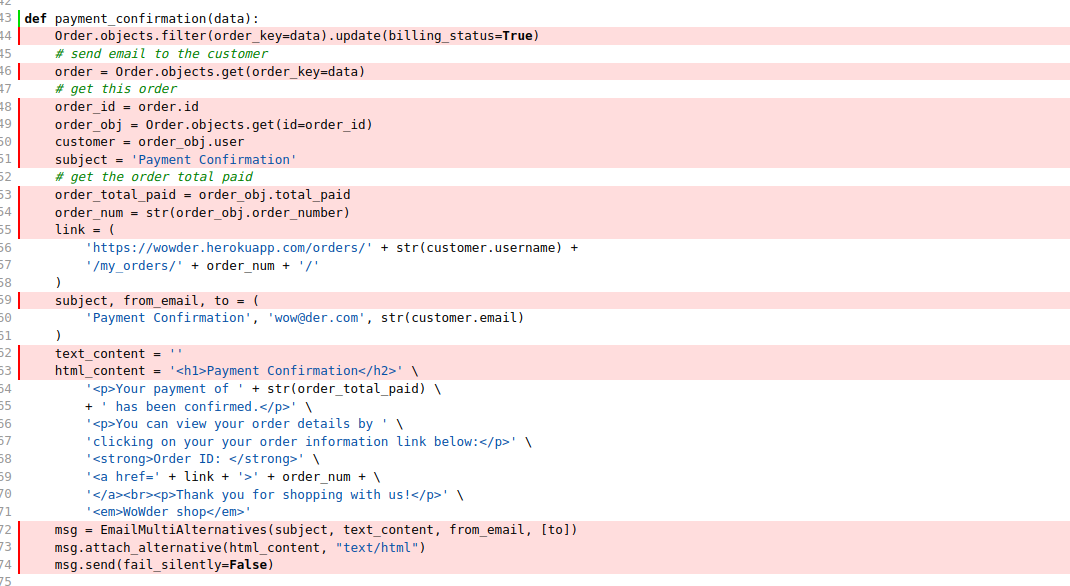 42
43 def payment_confirmation(data):
44     Order.objects.filter(order_key=data).update(billing_status=True)
45     # send email to the customer
46     order = Order.objects.get(order_key=data)
47     # get this order
48     order_id = order.id
49     order_obj = Order.objects.get(id=order_id)
50     customer = order_obj.user
51     subject = 'Payment Confirmation'
52     # get the order total paid
53     order_total_paid = order_obj.total_paid
54     order_num = str(order_obj.order_number)
55     link = (
56         'https://wowder.herokuapp.com/orders/' + str(customer.username) +
57         '/my_orders/' + order_num + '/'
58     )
59     subject, from_email, to = (
60         'Payment Confirmation', 'wow@der.com', str(customer.email)
61     )
62     text_content = ''
63     html_content = '<h1>Payment Confirmation</h2>' \
64         '<p>Your payment of ' + str(order_total_paid) \
65         + ' has been confirmed.</p>' \
66         '<p>You can view your order details by ' \
67         'clicking on your your order information link below:</p>' \
68         '<strong>Order ID: </strong>' \
69         '<a href=' + link + '>' + order_num + \
70         '</a><br><p>Thank you for shopping with us!</p>' \
71         '<em>WoWder shop</em>'
72     msg = EmailMultiAlternatives(subject, text_content, from_email, [to])
73     msg.attach_alternative(html_content, "text/html")
74     msg.send(fail_silently=False)
75